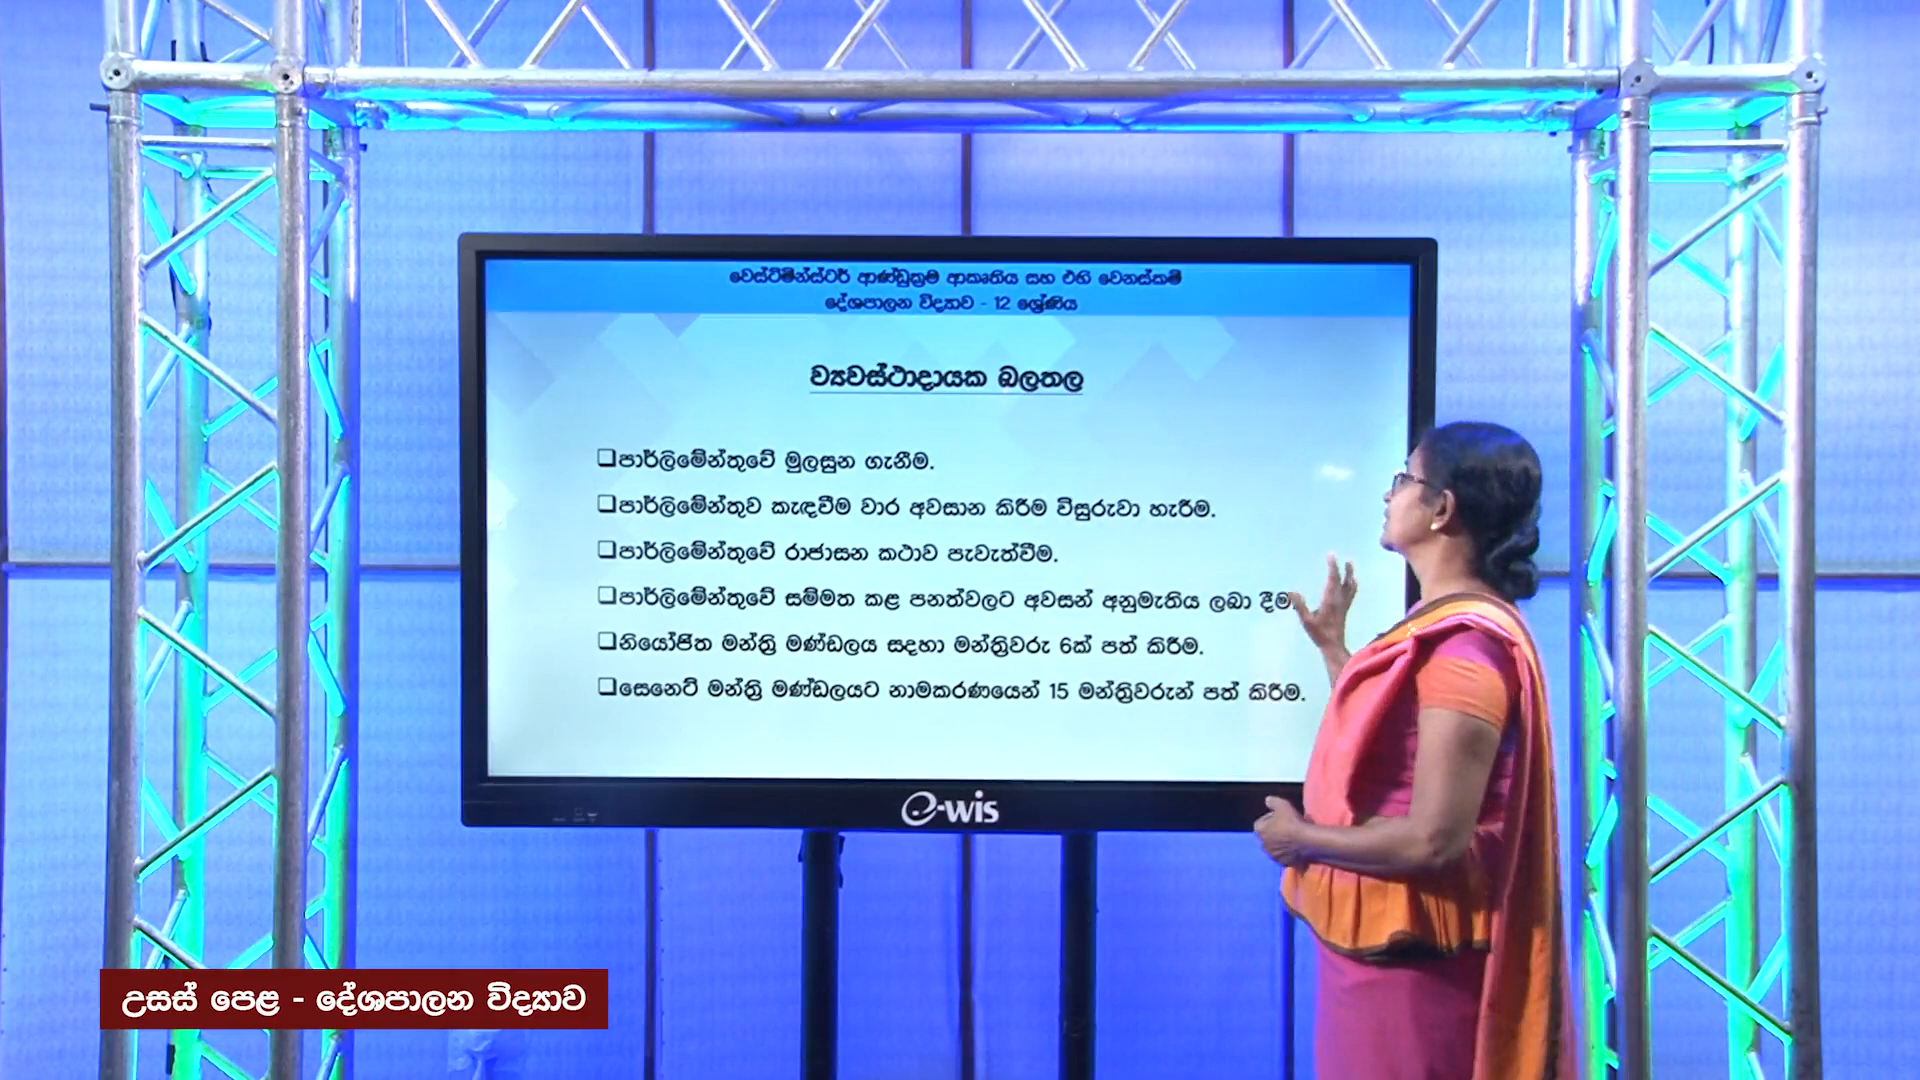 වෙස්ට්මින්ස්ටර් ආණ්ඩුක්‍රම ආකෘතිය සහ එහි වෙනස්කම්
දේශපාලන විද්‍යාව - 12 ශ්‍රේණිය
ව්‍යවස්ථාදායක බලතල
❑පාර්ලිමේන්තුවේ මුලසුන ගැනීම.
❑පාර්ලිමේන්තුව කැඳවීම වාර අවසාන කිරීම විසුරුවා හැරීම.
❑පාර්ලිමේන්තුවේ රාජාසන කථාව පැවැත්වීම.
❑පාර්ලිමේන්තුවේ සම්මත කළ පනත්වලට අවසන් අනුමැතිය ලබා දීම.
❑නියෝජිත මන්ත්‍රි මණ්ඩලය සඳහා මන්ත්‍රිවරු 6ක් පත් කිරීම.
❑සෙනෙට් මන්ත්‍රි මණ්ඩලයට නාමකරණයෙන් 15 මන්ත්‍රිවරුන් පත් කිරීම.
e-wis
උසස් පෙළ - දේශපාලන විද්‍යාව